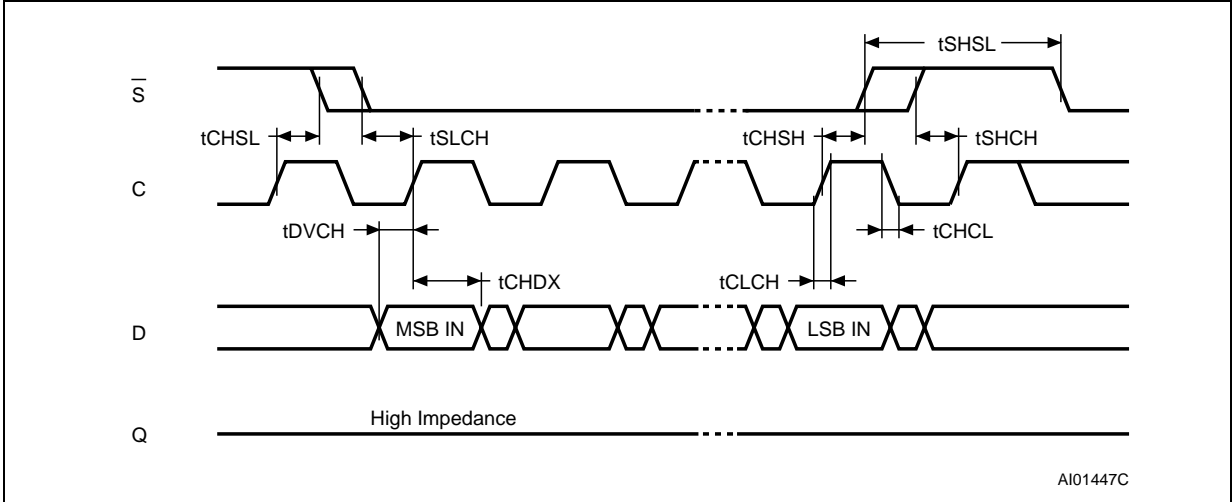 tSHSL
S
tCHSL
tSLCH
tCHSH
tSHCH
C
tDVCH
tCHCL
tCHDX
tCLCH
D
MSB IN
LSB IN
High Impedance
Q
AI01447C